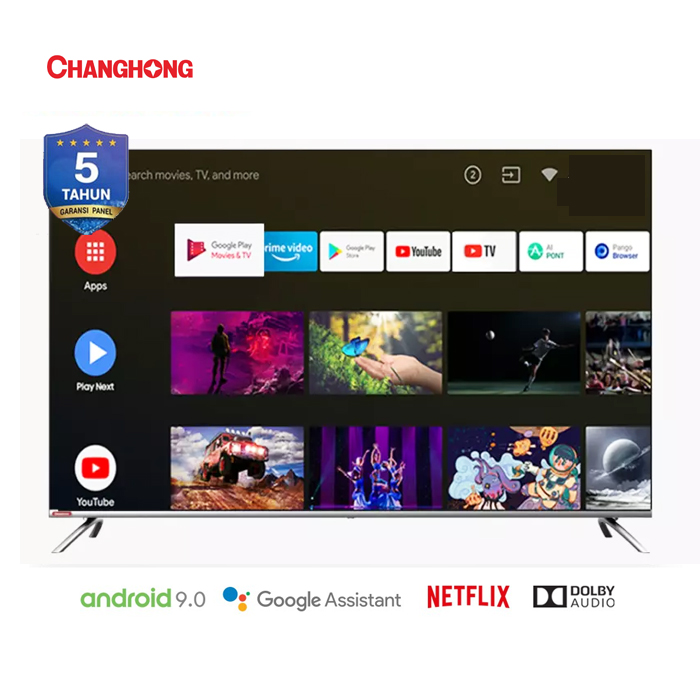 CHANGHONG
5
TAHUN
GARANSI PANEL
earch movies, TV, and more
2
Google Play
Movies & TV
rime video
Google Play
Store
YouTube
TV
AI
PONT
Pango
Browser
Apps
Play Next
YouTube
android 9.0
Google Assistant
NETFLIX
DOLBY
AUDIO